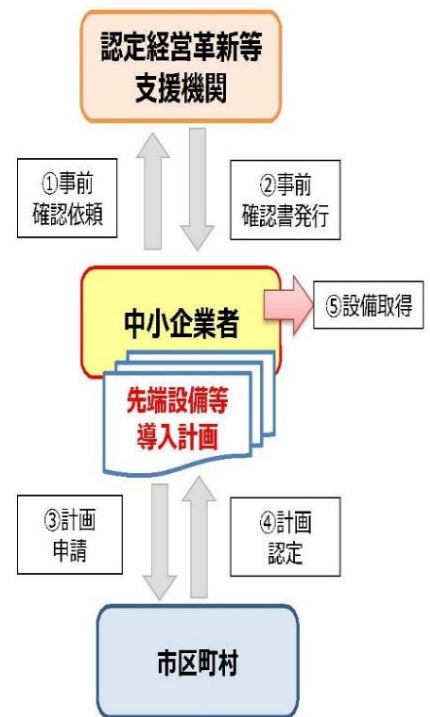 認定経営革新等
支援機関
①事前
確認依頼
②事前
確認書発行
中小企業者
⑤設備取得
先端設備等
導入計画
③計画
申請
④計画
認定
市区町村